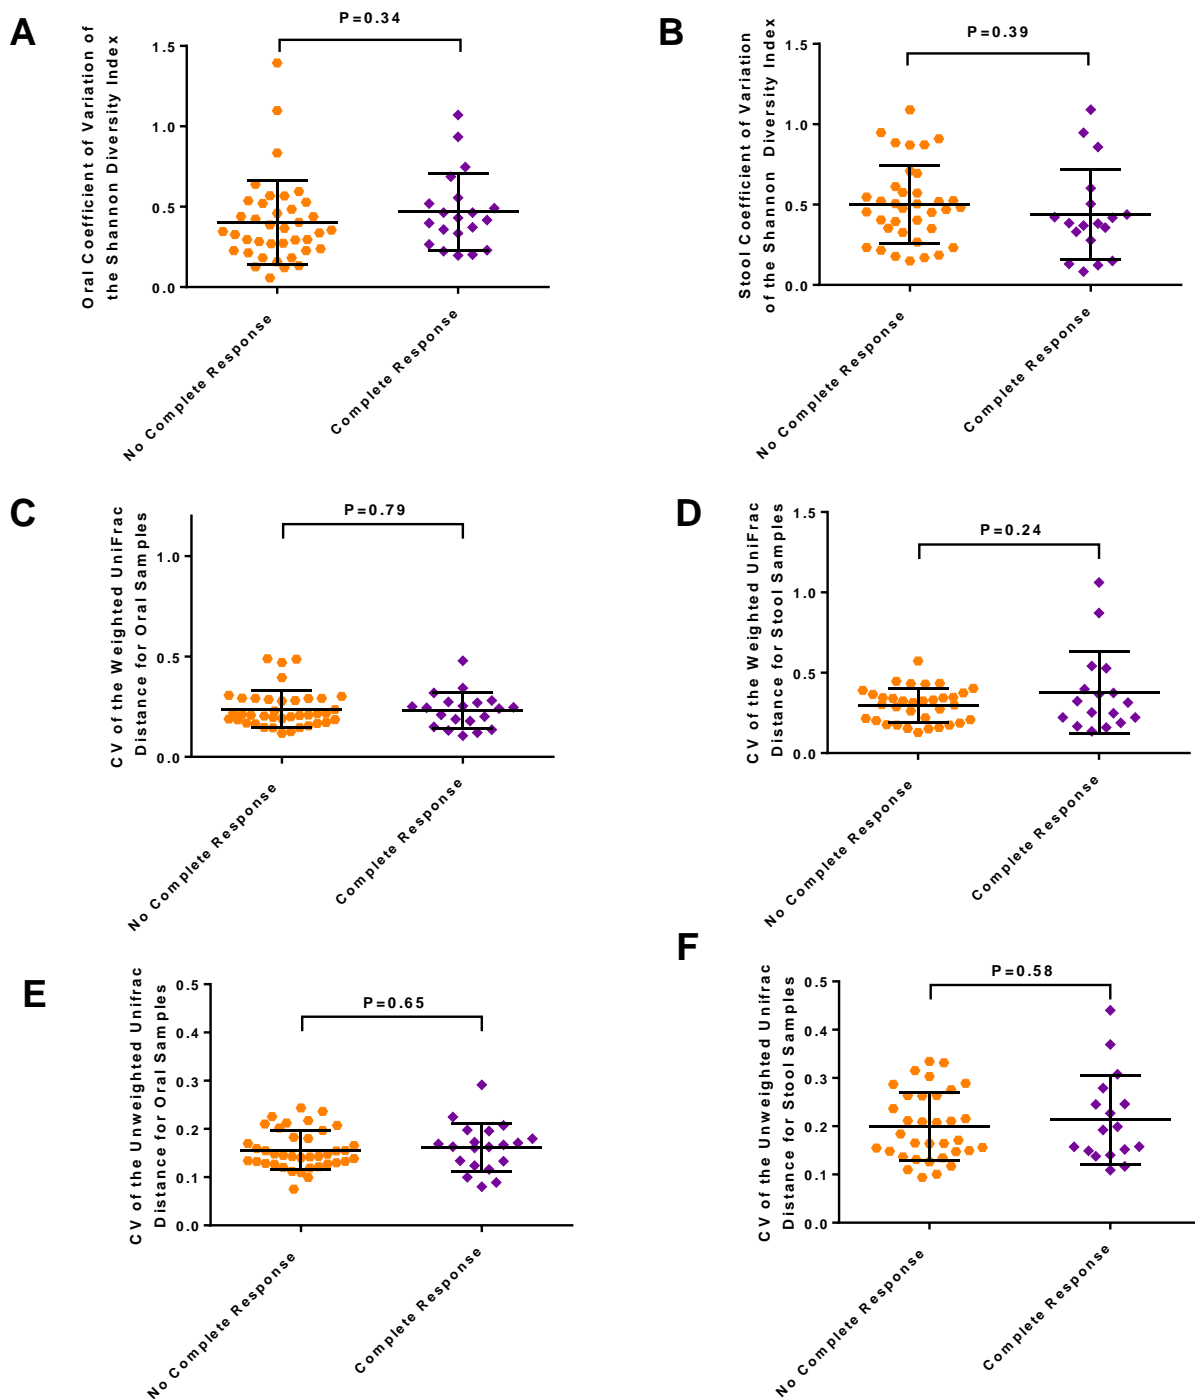 A
P=0.34
Oral Coefficient of Variation of
the Shannon Diversity Index
1.5
1.0
0.5
0.0
No Complete Response
Complete Response
B
P=0.39
Stool Coefficient of Variation
of the Shannon Diversity Index
1.5
1.0
0.5
0.0
No Complete Response
Complete Response
C
P=0.79
CV of the Weighted UniFrac
Distance for Oral Samples
1.0
0.5
0.0
No Complete Response
Complete Response
D
P=0.24
CV of the Weighted UniFrac
Distance for Stool Samples
1.5
1.0
0.5
0.0
No Complete Response
Complete Response
E
P=0.65
CV of the Unweighted Unifrac
Distance for Oral Samples
0.5
0.4
0.3
0.2
0.1
0.0
No Complete Response
Complete Response
F
P=0.58
CV of the Unweighted Unifrac
Distance for Stool Samples
0.5
0.4
0.3
0.2
0.1
0.0
No Complete Response
Complete Response